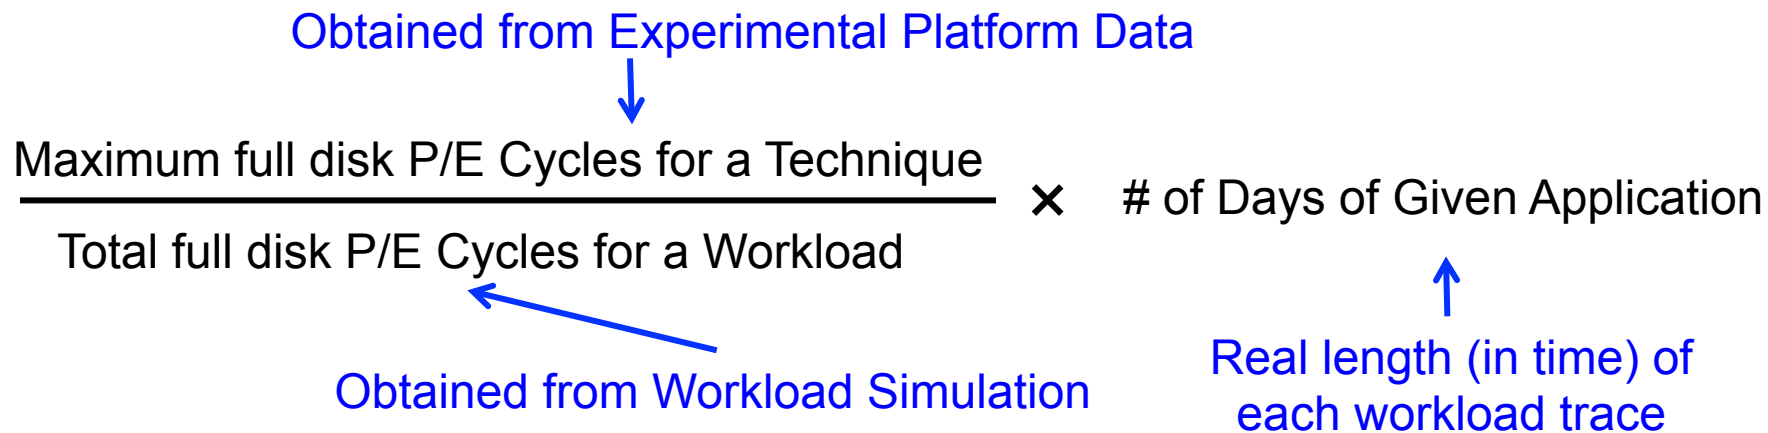 Obtained from Experimental Platform Data
Maximum full disk P/E Cycles for a Technique
× # of Days of Given Application
Total full disk P/E Cycles for a Workload
Obtained from Workload Simulation
Real length (in time) of
each workload trace